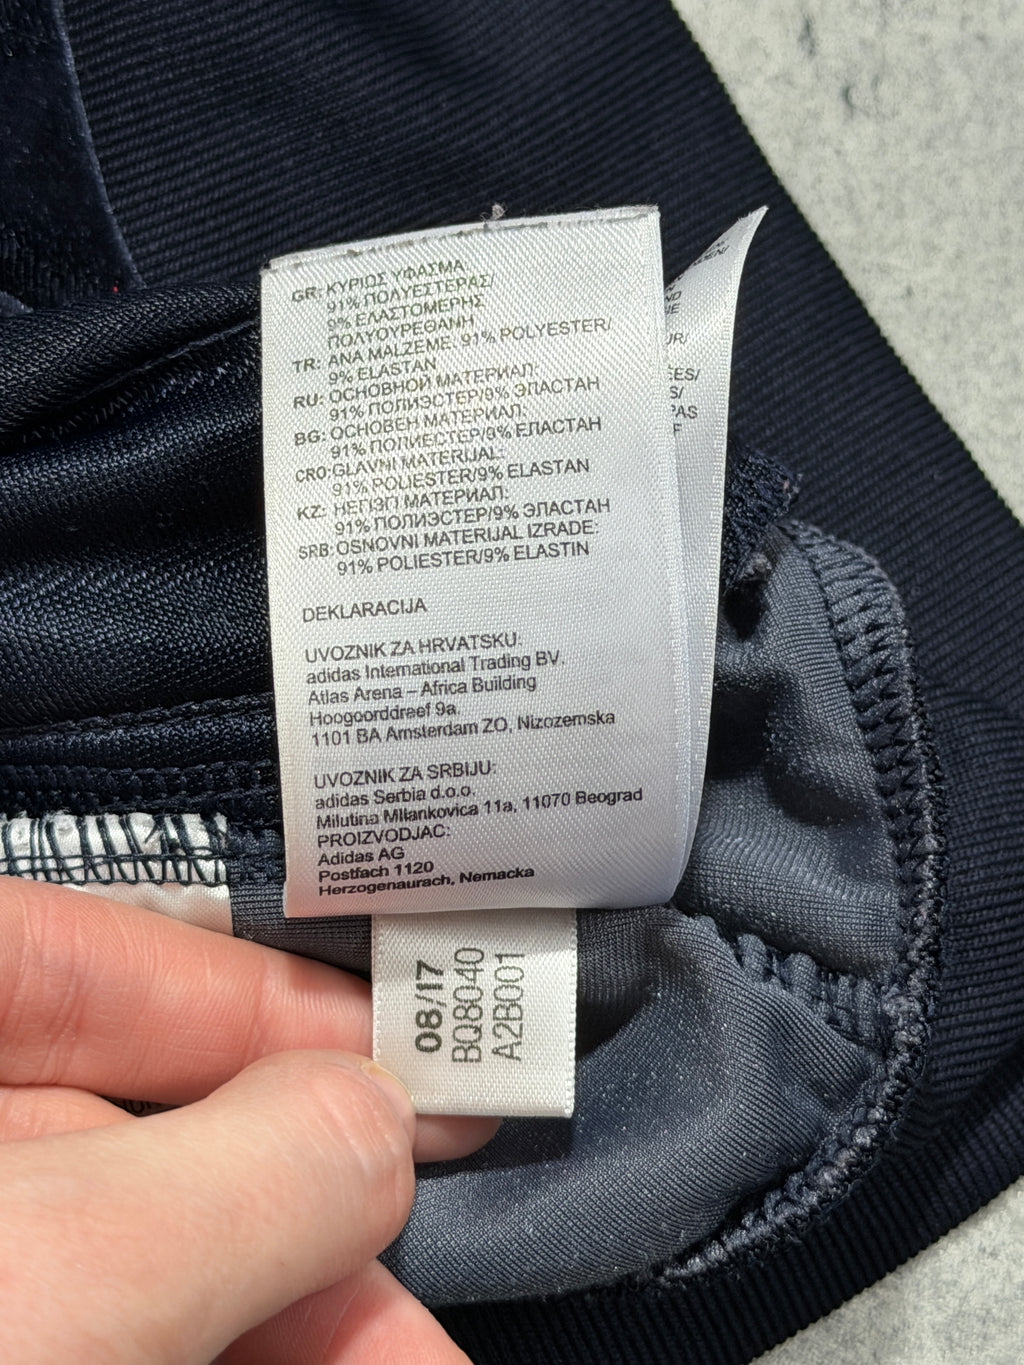 GR: ΚΥΡΙΟΣ ΥΦΑΣΜΑ
91% ΠΟΛΥΕΣΤΕΡΑΣ/
9% ΕΛΑΣΤΟΜΕΡΗΣ
ΠΟΛΥΟΥΡΕΘΑΝΗ
TR: ANA MALZEME: 91% POLYESTER/
9% ELASTAN
RU: ОСНОВНОЙ МАТЕРИАЛ:
91% ПОЛИЭСТЕР/9% ЭЛАСТАН
BG: ОСНОВЕН МАТЕРИАЛ:
91% ПОЛИЕСТЕР/9% ЕЛАСТАН
CRO: GLAVNI MATERIJAL:
91% POLIESTER/9% ELASTAN
KZ: НЕГІЗГІ МАТЕРИАЛ:
91% ПОЛИЭСТЕР/9% ЭЛАСТАН
SRB: OSNOVNI MATERIJAL IZRADE:
91% POLIESTER/9% ELASTIN
DEKLARACIJA
UVOZNIK ZA HRVATSKU:
adidas International Trading BV.
Atlas Arena – Africa Building
Hoogoorddreef 9a.
1101 BA Amsterdam ZO, Nizozemska
UVOZNIK ZA SRBIJU:
adidas Serbia d.o.o.
Milutina Milankovica 11a, 11070 Beograd
PROIZVODJAC:
Adidas AG
Postfach 1120
Herzogenaurach, Nemacka
08/17
BQ8040
A2B001